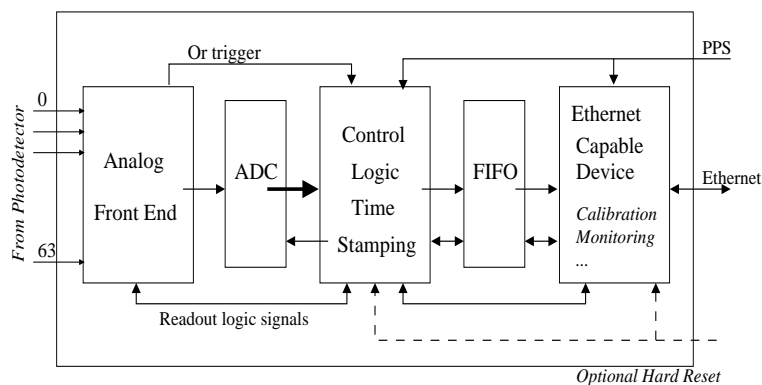 Or trigger
PPS
From Photodetector
0
63
Analog
Front End
ADC
Control
Logic
Time
Stamping
FIFO
Ethernet
Capable
Device
Calibration
Monitoring
...
Ethernet
Readout logic signals
Optional Hard Reset